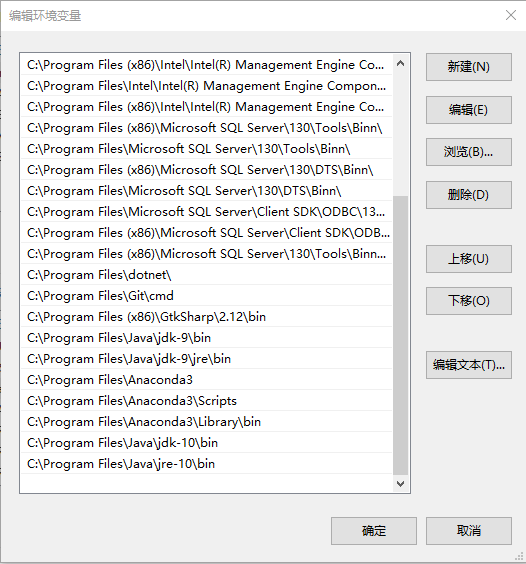 编辑环境变量
C:\Program Files (x86)\Intel\Intel(R) Management Engine Co...
C:\Program Files\Intel\Intel(R) Management Engine Compon...
C:\Program Files (x86)\Intel\Intel(R) Management Engine Co...
C:\Program Files (x86)\Microsoft SQL Server\130\Tools\Binn\
C:\Program Files\Microsoft SQL Server\130\Tools\Binn\
C:\Program Files (x86)\Microsoft SQL Server\130\DTS\Binn\
C:\Program Files\Microsoft SQL Server\130\DTS\Binn\
C:\Program Files\Microsoft SQL Server\Client SDK\ODBC\13...
C:\Program Files (x86)\Microsoft SQL Server\Client SDK\ODB...
C:\Program Files (x86)\Microsoft SQL Server\130\Tools\Binn...
C:\Program Files\dotnet\
C:\Program Files\Git\cmd
C:\Program Files (x86)\GtkSharp\2.12\bin
C:\Program Files\Java\jdk-9\bin
C:\Program Files\Java\jdk-9\jre\bin
C:\Program Files\Anaconda3
C:\Program Files\Anaconda3\Scripts
C:\Program Files\Anaconda3\Library\bin
C:\Program Files\Java\jdk-10\bin
C:\Program Files\Java\jre-10\bin
新建(N)
编辑(E)
浏览(B)...
删除(D)
上移(U)
下移(O)
编辑文本(T)...
确定
取消